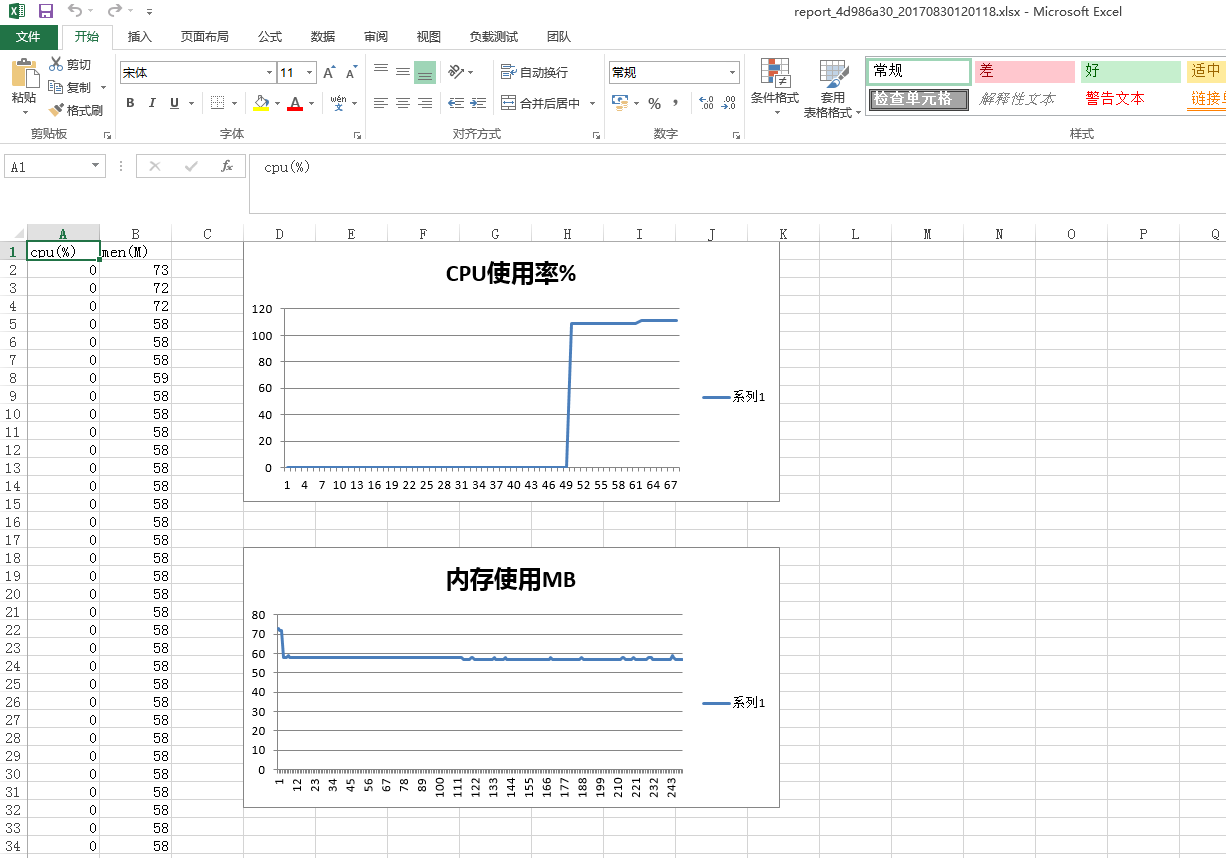 report_4d986a30_20170830120118.xlsx - Microsoft Excel
文件 开始 插入 页面布局 公式 数据 审阅 视图 负载测试 团队
粘贴 剪切 复制 格式刷 剪贴板
宋体 11 A A B I U A wén 文 字体
自动换行 合并后居中 对齐方式
常规 % , .0 .00 .00 .0 数字
条件格式 套用 表格格式
常规 差 好 适中
检查单元格 解释性文本 警告文本 链接单
样式
A1 fx cpu(%)
A B C D E F G H I J K L M N O P Q
1 cpu(%) men(M)
2 0 73
3 0 72
4 0 72
5 0 58
6 0 58
7 0 58
8 0 59
9 0 58
10 0 58
11 0 58
12 0 58
13 0 58
14 0 58
15 0 58
16 0 58
17 0 58
18 0 58
19 0 58
20 0 58
21 0 58
22 0 58
23 0 58
24 0 58
25 0 58
26 0 58
27 0 58
28 0 58
29 0 58
30 0 58
31 0 58
32 0 58
33 0 58
34 0 58
CPU使用率%
120
100
80
60
40
20
0
1 4 7 10 13 16 19 22 25 28 31 34 37 40 43 46 49 52 55 58 61 64 67
系列1
内存使用MB
80
70
60
50
40
30
20
10
0
1 12 23 34 45 56 67 78 89 100 111 122 133 144 155 166 177 188 199 210 221 232 243
系列1